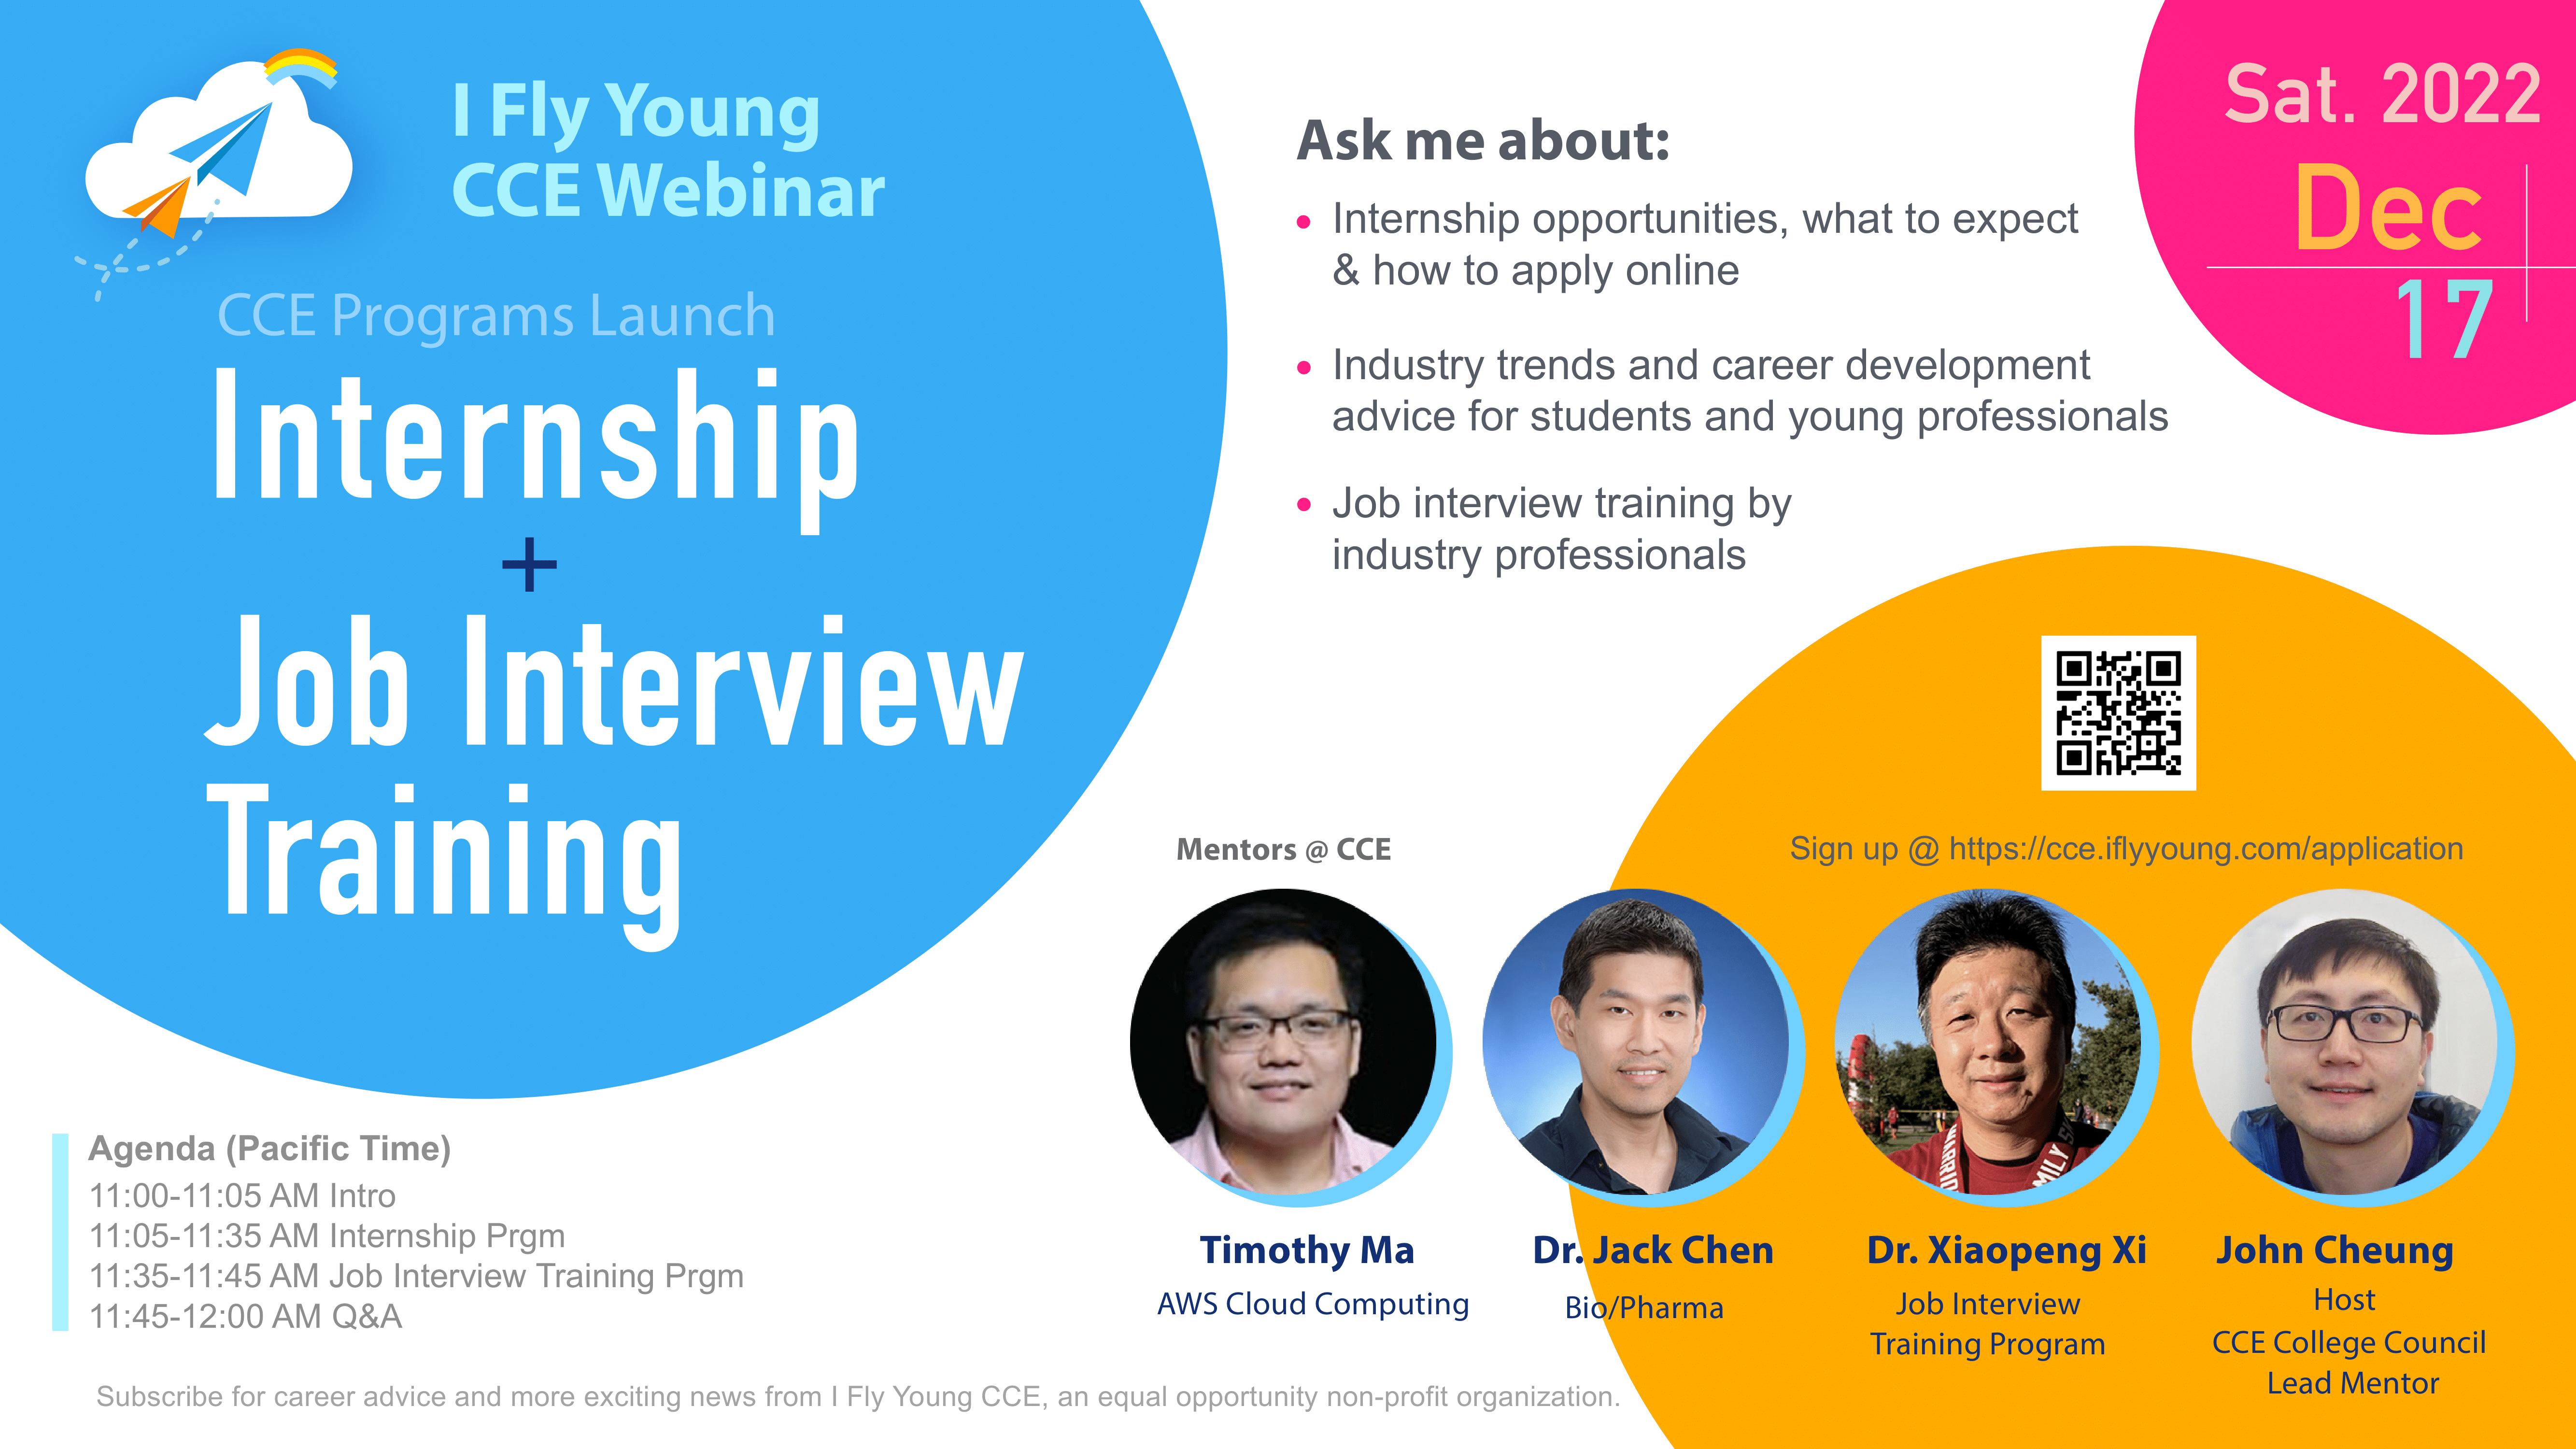 I Fly Young
CCE Webinar
CCE Programs Launch
Internship
+
Job Interview
Training
Ask me about:
Internship opportunities, what to expect
& how to apply online
Industry trends and career development
advice for students and young professionals
Job interview training by
industry professionals
Sat. 2022
Dec
17
Sign up @ https://cce.iflyyoung.com/application
Mentors @ CCE
Timothy Ma
AWS Cloud Computing
Dr. Jack Chen
Bio/Pharma
Dr. Xiaopeng Xi
Job Interview
Training Program
John Cheung
Host
CCE College Council
Lead Mentor
Agenda (Pacific Time)
11:00-11:05 AM Intro
11:05-11:35 AM Internship Prgm
11:35-11:45 AM Job Interview Training Prgm
11:45-12:00 AM Q&A
Subscribe for career advice and more exciting news from I Fly Young CCE, an equal opportunity non-profit organization.